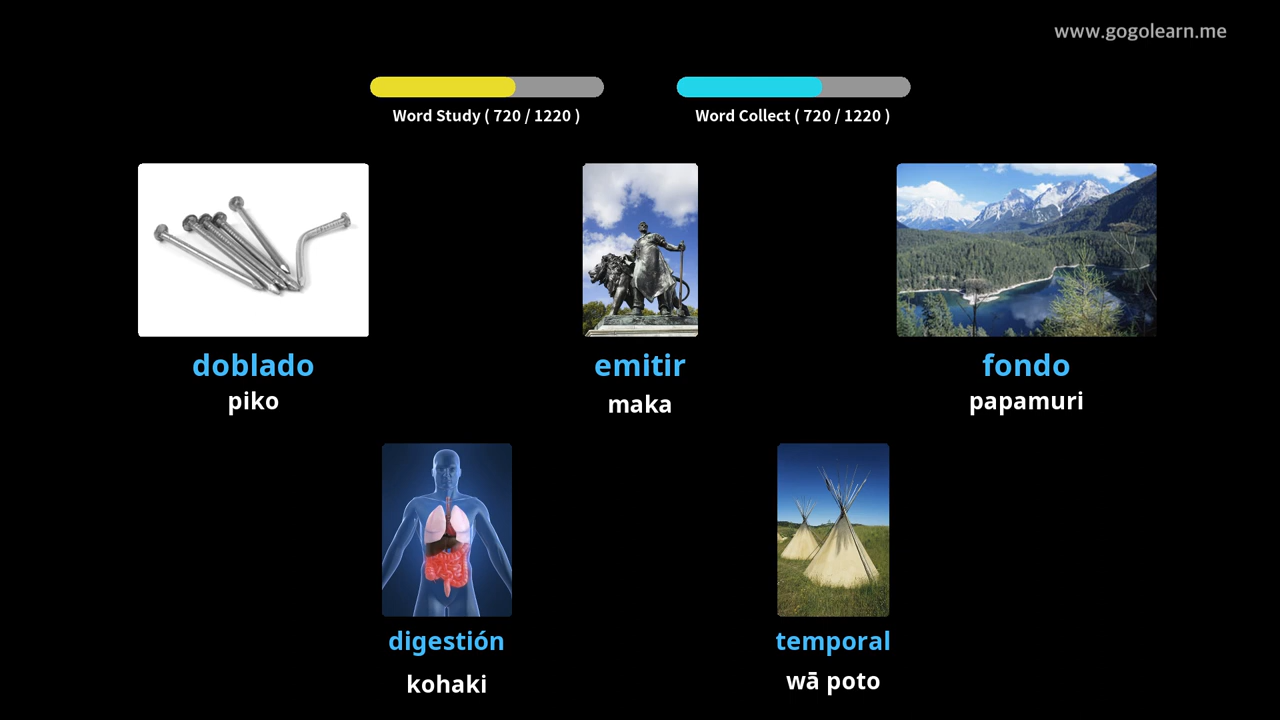 www.gogolearn.me
Word Study ( 720 / 1220 )
Word Collect ( 720 / 1220 )
doblado
piko
emitir
maka
fondo
papamuri
digestión
kohaki
temporal
wā poto